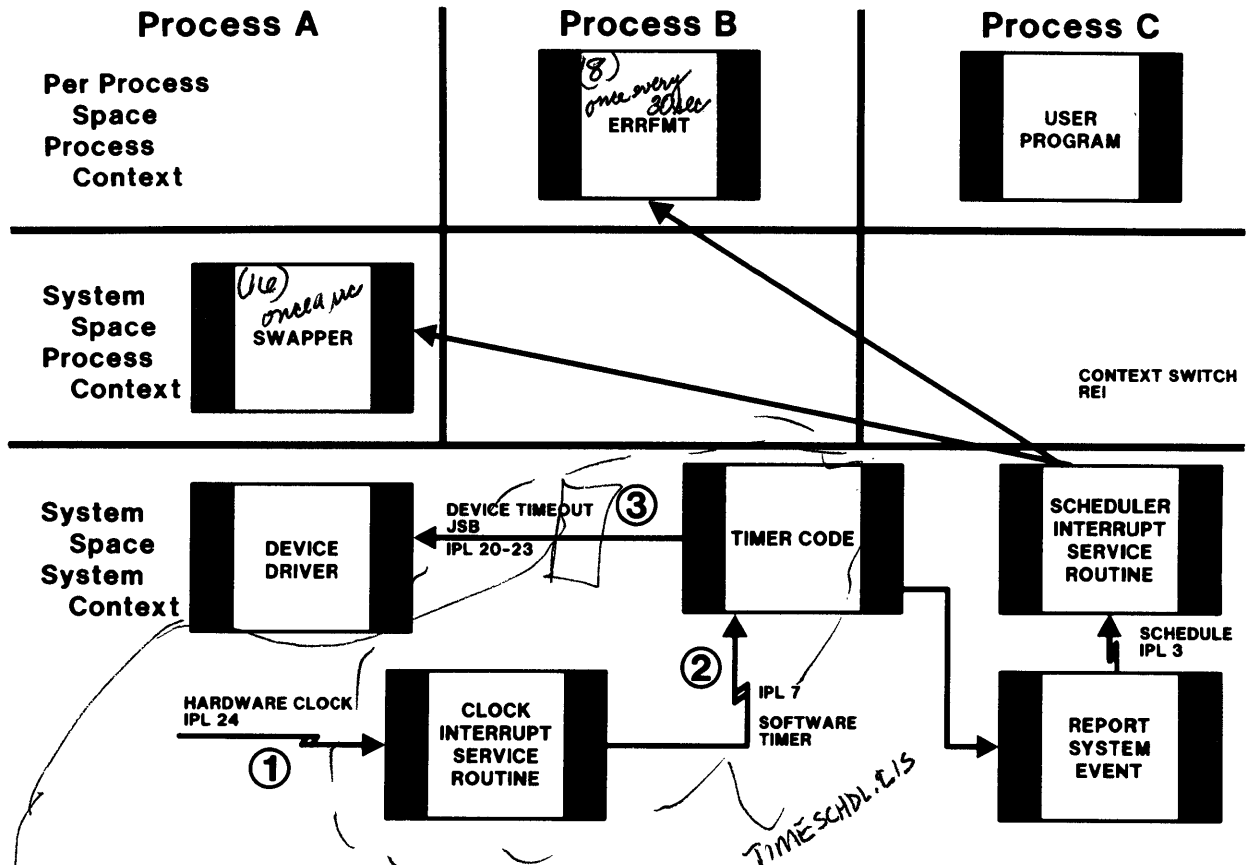 Process A
Process B
Process C
Per Process
Space
Process
Context
(8)
once every
30sec
ERRFMT
USER
PROGRAM
System
Space
Process
Context
(16)
once a sec
SWAPPER
CONTEXT SWITCH
REI
System
Space
System
Context
DEVICE
DRIVER
DEVICE TIMEOUT
JSB
IPL 20-23
③
TIMER CODE
SCHEDULER
INTERRUPT
SERVICE
ROUTINE
SCHEDULE
IPL 3
②
IPL 7
SOFTWARE
TIMER
HARDWARE CLOCK
IPL 24
①
CLOCK
INTERRUPT
SERVICE
ROUTINE
REPORT
SYSTEM
EVENT
TIMESCHDL.LIS